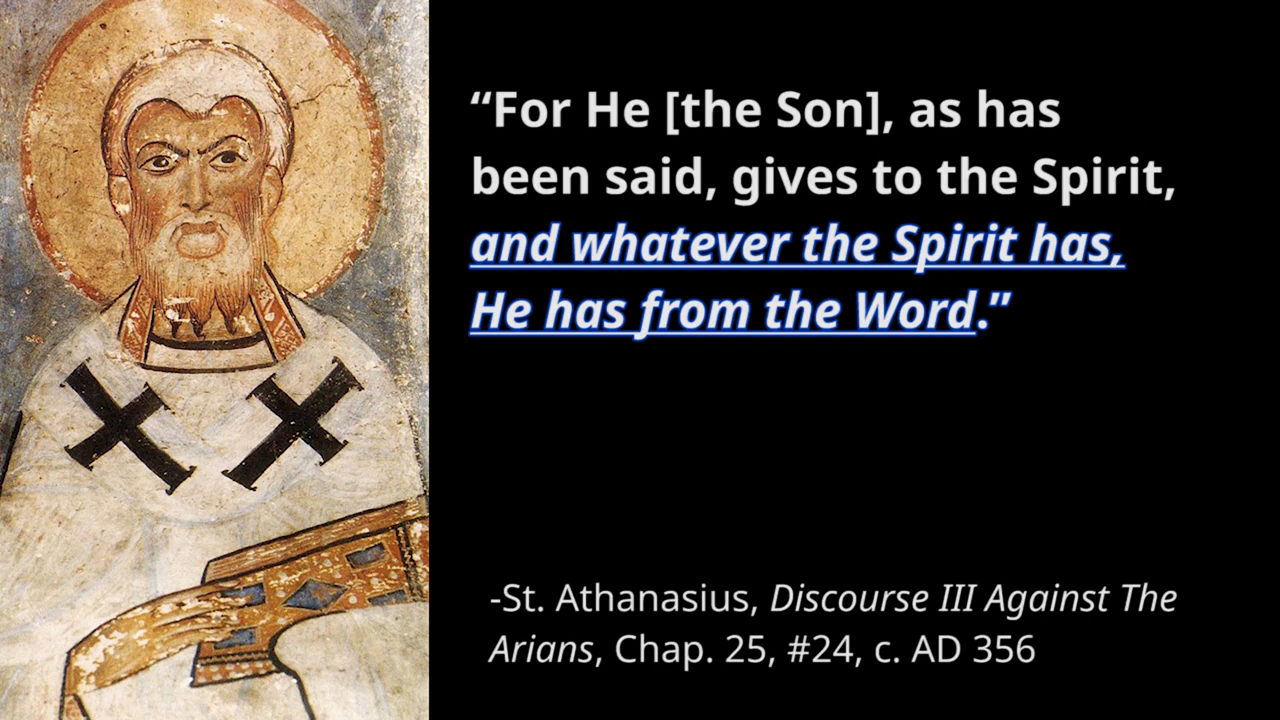 “For He [the Son], as has
been said, gives to the Spirit,
and whatever the Spirit has,
He has from the Word.”
-St. Athanasius, Discourse III Against The
Arians, Chap. 25, #24, c. AD 356